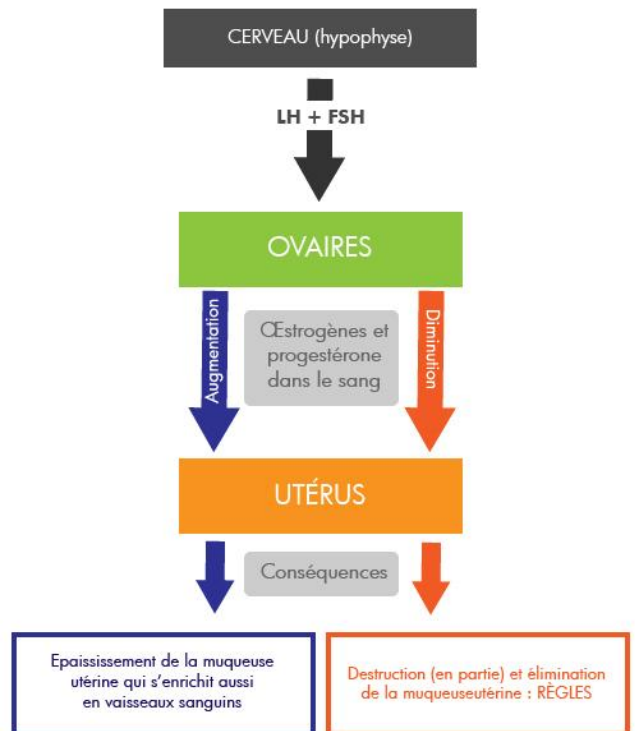 CERVEAU (hypophyse)
LH + FSH
OVAIRES
Augmentation
Œstrogènes et
progestérone
dans le sang
Diminution
UTÉRUS
Conséquences
Epaississement de la muqueuse
utérine qui s’enrichit aussi
en vaisseaux sanguins
Destruction (en partie) et élimination
de la muqueuseutérine : RÈGLES